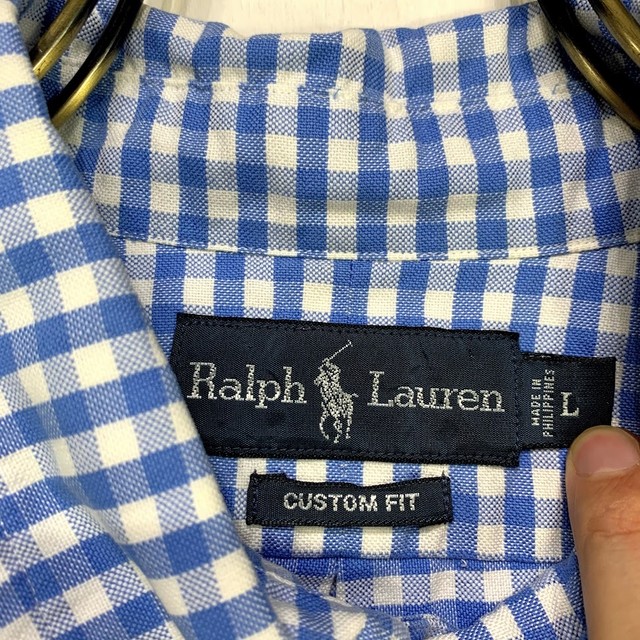 Ralph Lauren
MADE IN
PHILIPPINES
L
CUSTOM FIT